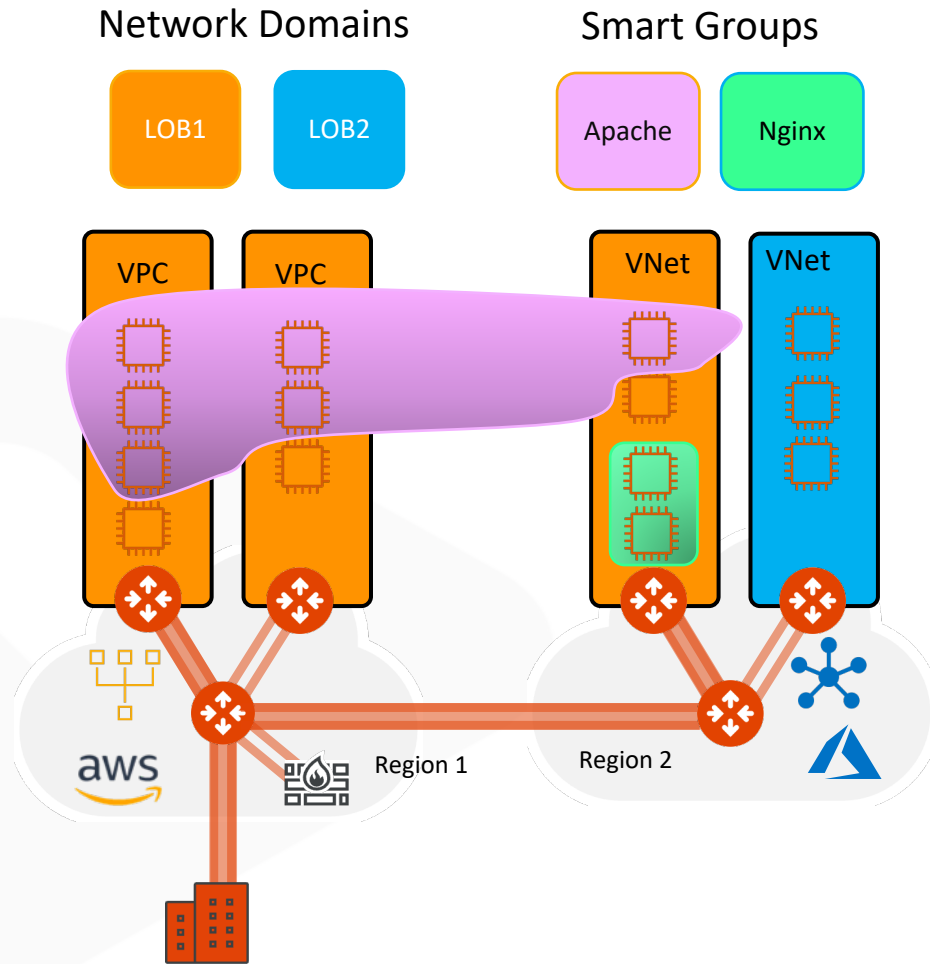 Network Domains
Smart Groups
LOB1
LOB2
Apache
Nginx
VPC
VPC
VNet
VNet
aws
Region 1
Region 2